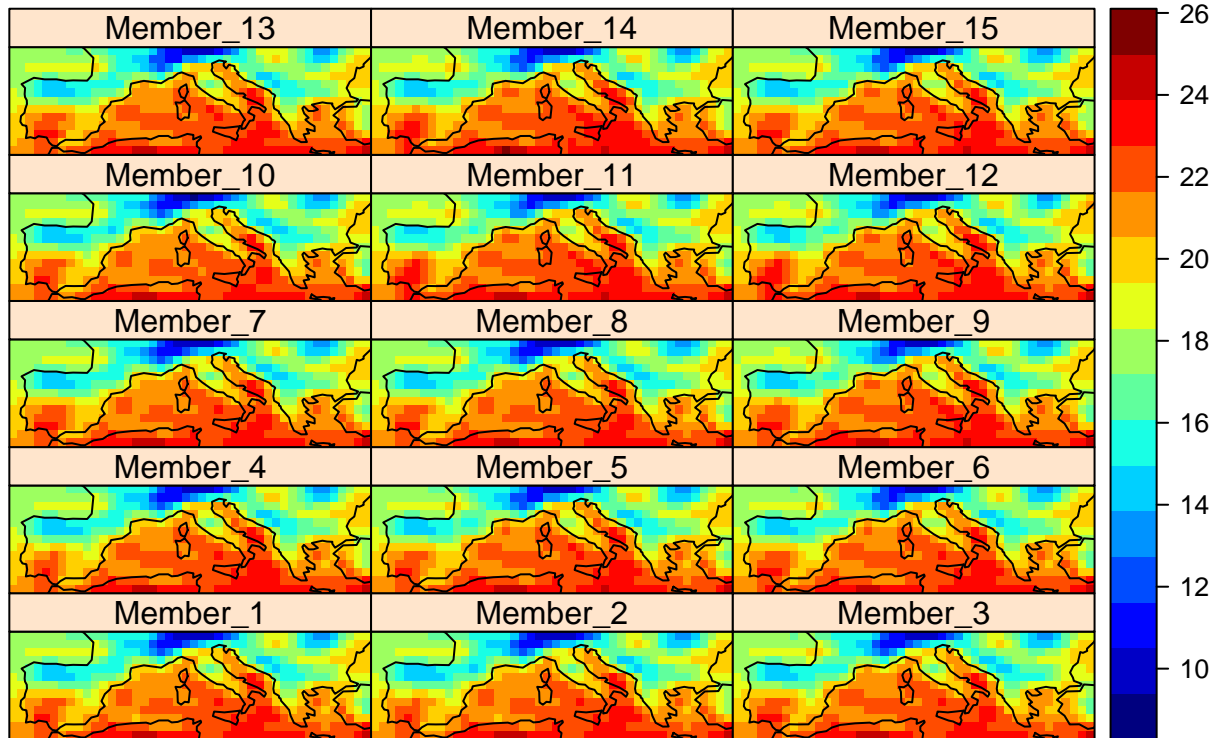 Member_13 Member_14 Member_15
Member_10 Member_11 Member_12
Member_7 Member_8 Member_9
Member_4 Member_5 Member_6
Member_1 Member_2 Member_3
26
24
22
20
18
16
14
12
10